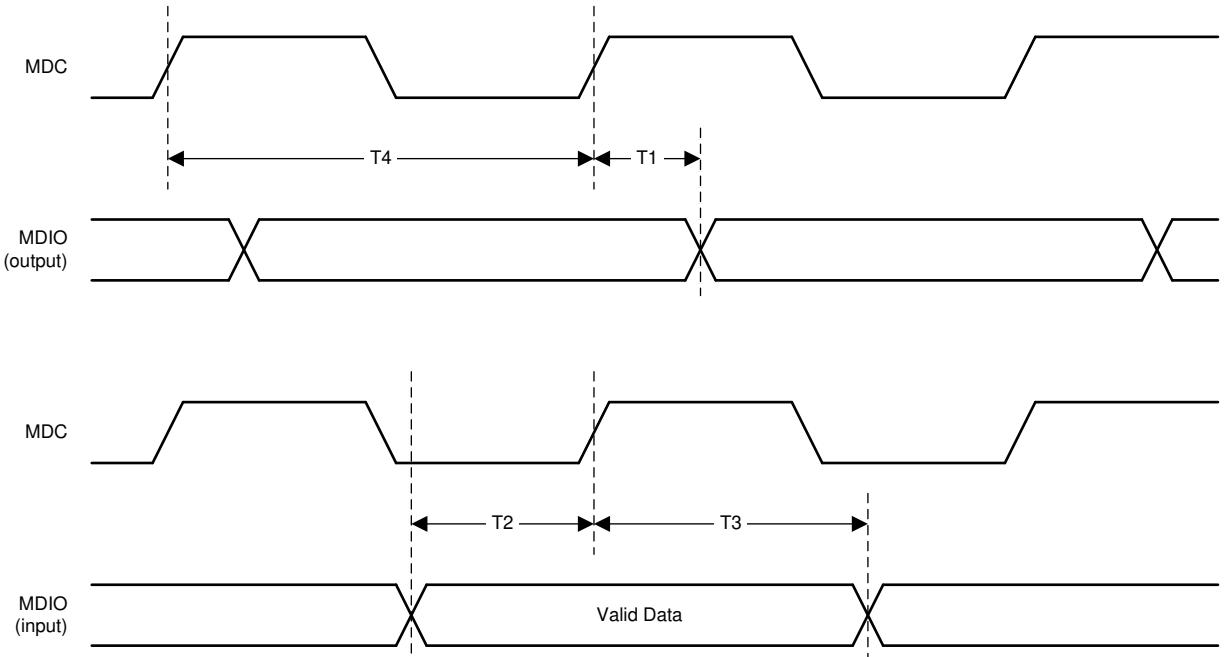 MDC
T4
T1
MDIO
(output)
MDC
T2
T3
MDIO
(input)
Valid Data